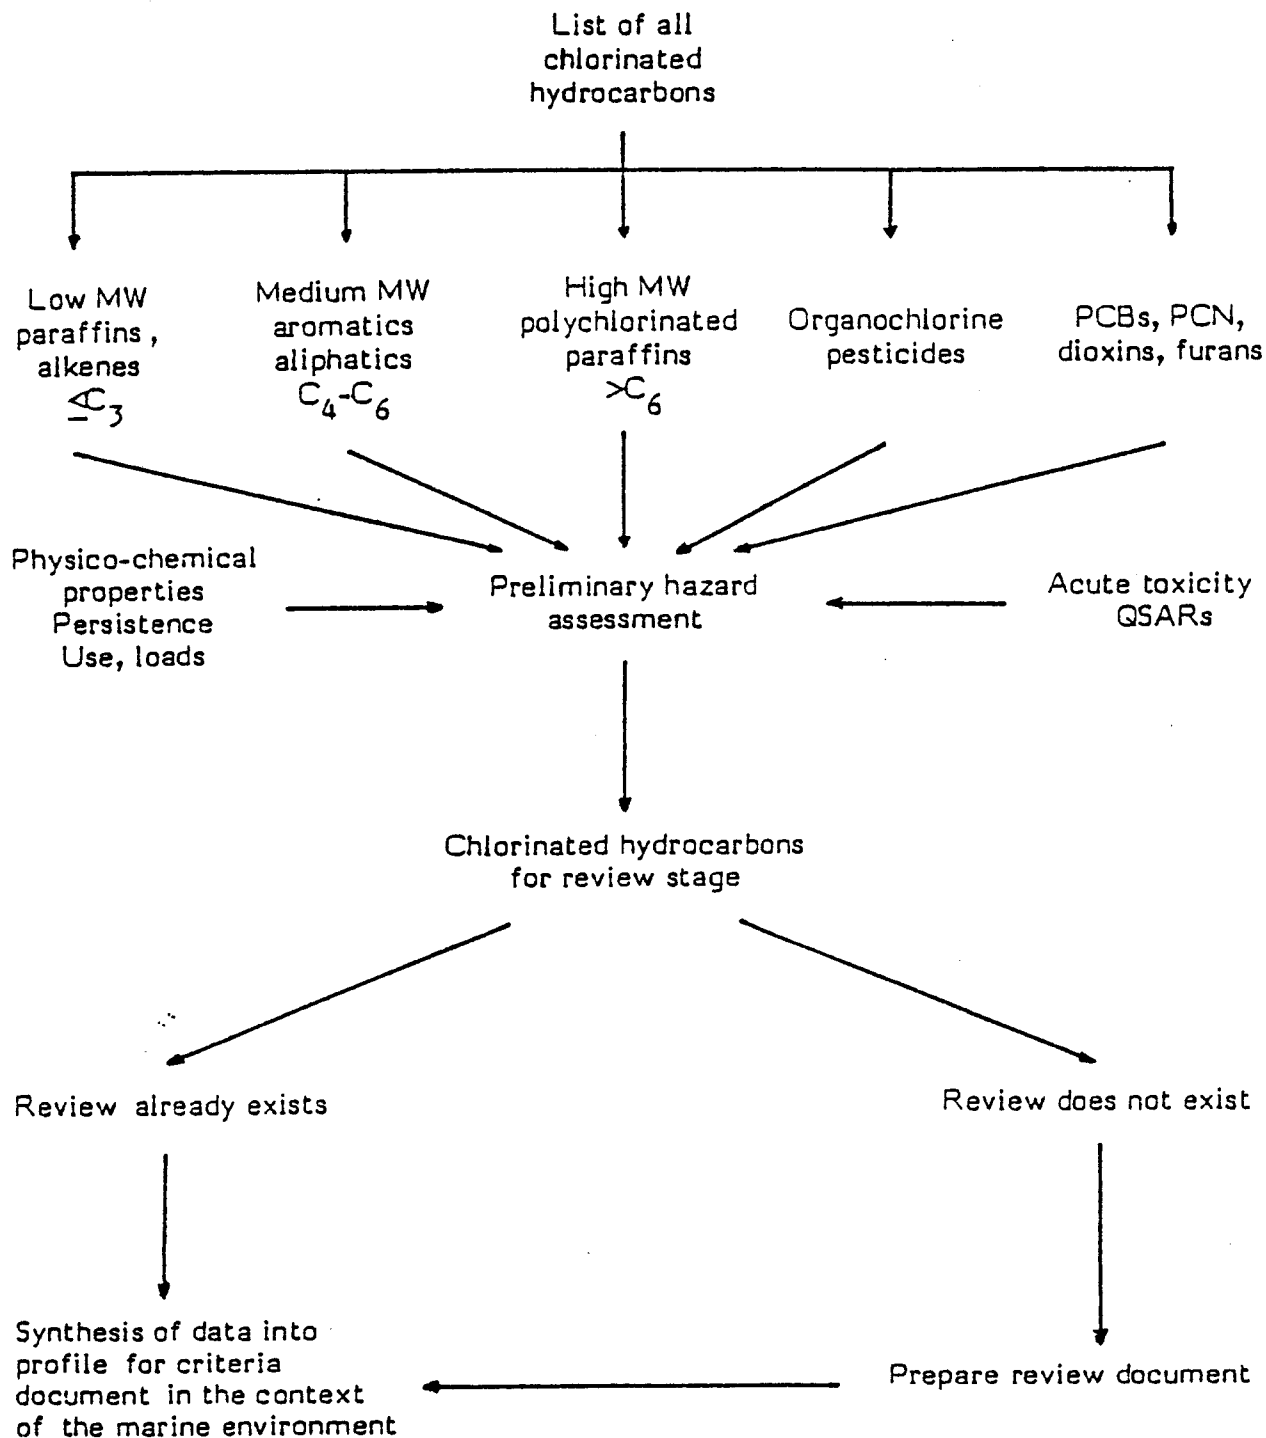 List of all
chlorinated
hydrocarbons
Low MW
paraffins,
alkenes
≤C3
Medium MW
aromatics
aliphatics
C4-C6
High MW
polychlorinated
paraffins
>C6
Organochlorine
pesticides
PCBs, PCN,
dioxins, furans
Physico-chemical
properties
Persistence
Use, loads
Preliminary hazard
assessment
Acute toxicity
QSARs
Chlorinated hydrocarbons
for review stage
Review already exists
Review does not exist
Synthesis of data into
profile for criteria
document in the context
of the marine environment
Prepare review document